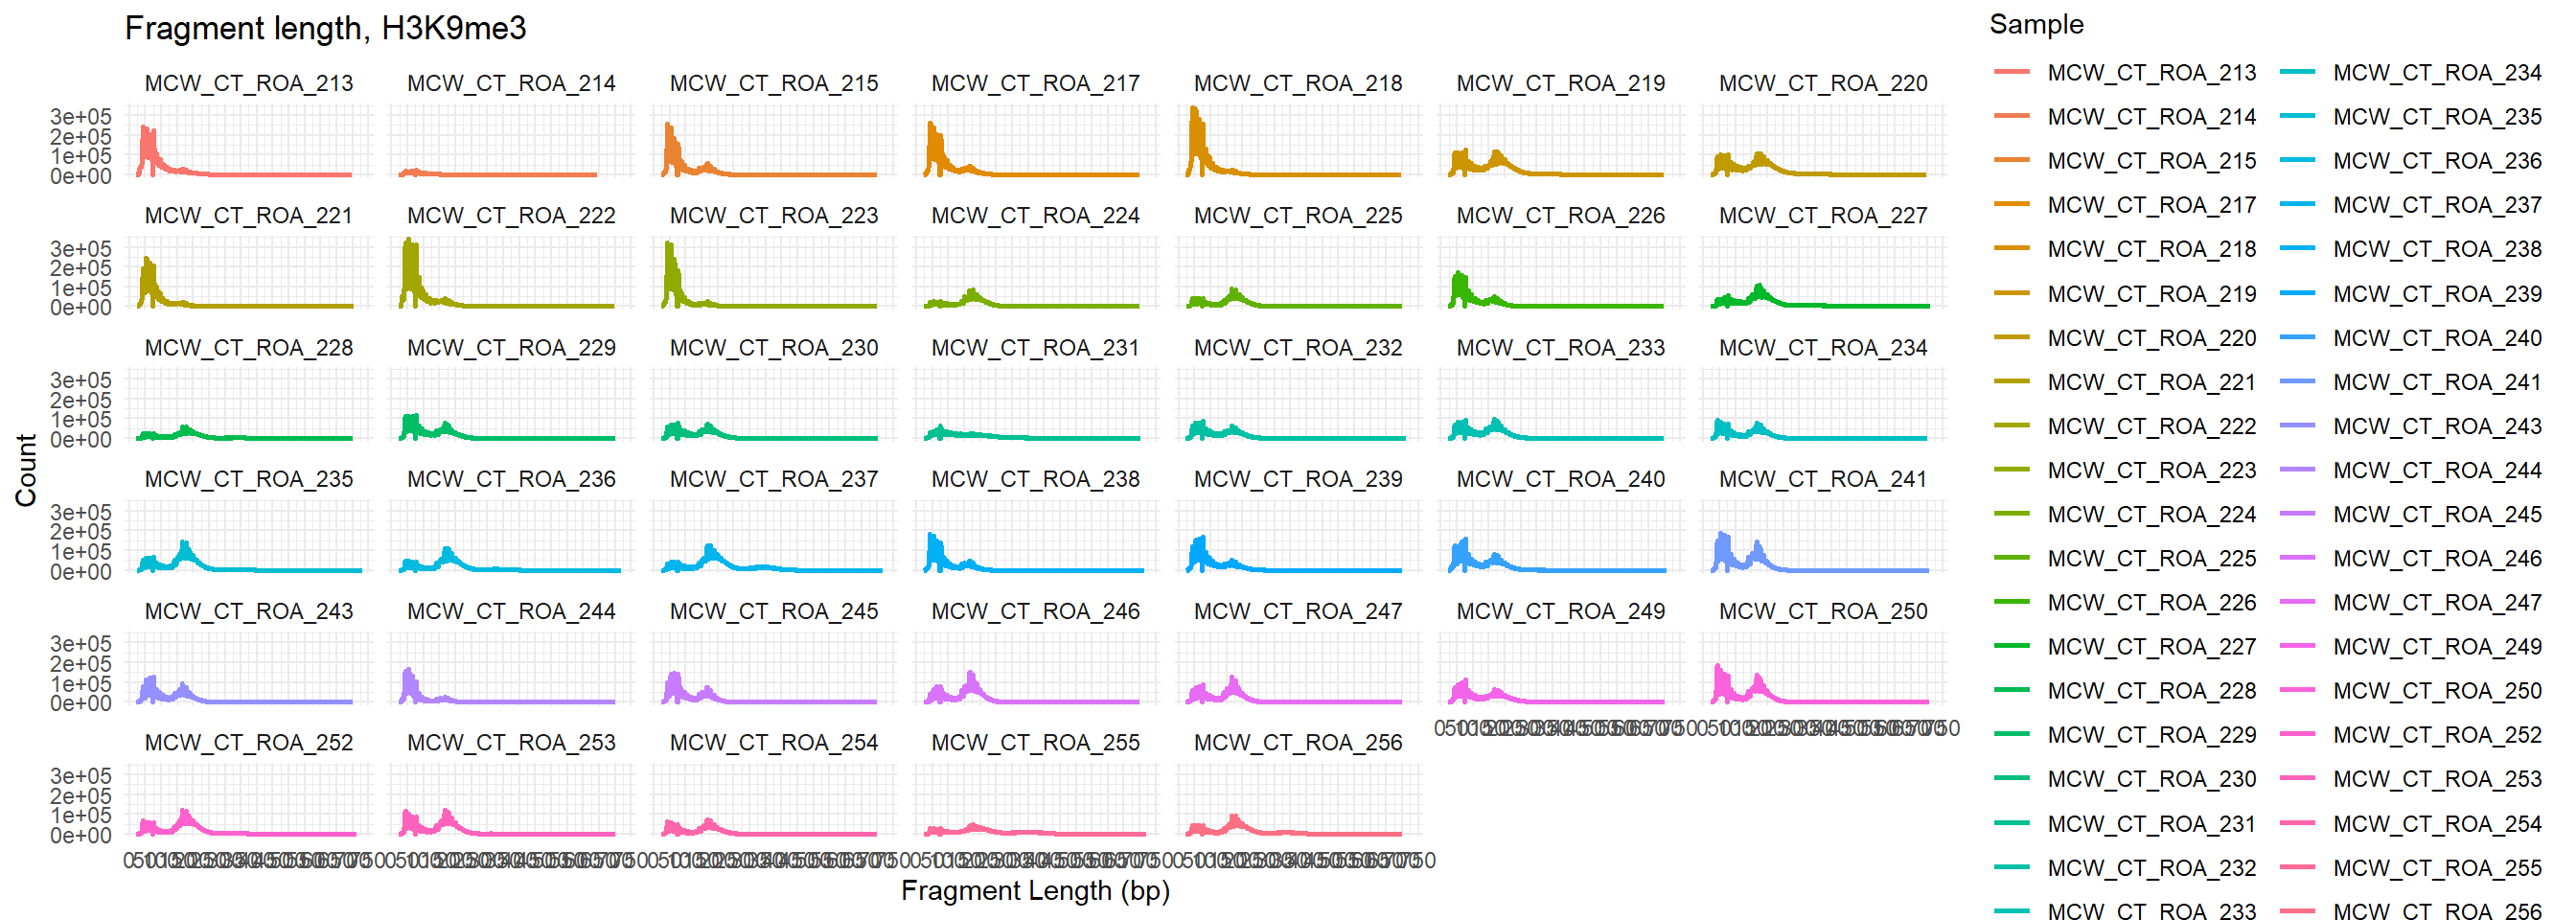 Fragment length, H3K9me3
MCW_CT_ROA_213 MCW_CT_ROA_214 MCW_CT_ROA_215 MCW_CT_ROA_217 MCW_CT_ROA_218 MCW_CT_ROA_219 MCW_CT_ROA_220
3e+05
2e+05
1e+05
0e+00
MCW_CT_ROA_221 MCW_CT_ROA_222 MCW_CT_ROA_223 MCW_CT_ROA_224 MCW_CT_ROA_225 MCW_CT_ROA_226 MCW_CT_ROA_227
3e+05
2e+05
1e+05
0e+00
MCW_CT_ROA_228 MCW_CT_ROA_229 MCW_CT_ROA_230 MCW_CT_ROA_231 MCW_CT_ROA_232 MCW_CT_ROA_233 MCW_CT_ROA_234
3e+05
2e+05
1e+05
0e+00
MCW_CT_ROA_235 MCW_CT_ROA_236 MCW_CT_ROA_237 MCW_CT_ROA_238 MCW_CT_ROA_239 MCW_CT_ROA_240 MCW_CT_ROA_241
3e+05
2e+05
1e+05
0e+00
MCW_CT_ROA_243 MCW_CT_ROA_244 MCW_CT_ROA_245 MCW_CT_ROA_246 MCW_CT_ROA_247 MCW_CT_ROA_249 MCW_CT_ROA_250
3e+05
2e+05
1e+05
0e+00
MCW_CT_ROA_252 MCW_CT_ROA_253 MCW_CT_ROA_254 MCW_CT_ROA_255 MCW_CT_ROA_256
3e+05
2e+05
1e+05
0e+00
Count
Fragment Length (bp)
Sample
MCW_CT_ROA_213 MCW_CT_ROA_234
MCW_CT_ROA_214 MCW_CT_ROA_235
MCW_CT_ROA_215 MCW_CT_ROA_236
MCW_CT_ROA_217 MCW_CT_ROA_237
MCW_CT_ROA_218 MCW_CT_ROA_238
MCW_CT_ROA_219 MCW_CT_ROA_239
MCW_CT_ROA_220 MCW_CT_ROA_240
MCW_CT_ROA_221 MCW_CT_ROA_241
MCW_CT_ROA_222 MCW_CT_ROA_243
MCW_CT_ROA_223 MCW_CT_ROA_244
MCW_CT_ROA_224 MCW_CT_ROA_245
MCW_CT_ROA_225 MCW_CT_ROA_246
MCW_CT_ROA_226 MCW_CT_ROA_247
MCW_CT_ROA_227 MCW_CT_ROA_249
MCW_CT_ROA_228 MCW_CT_ROA_250
MCW_CT_ROA_229 MCW_CT_ROA_252
MCW_CT_ROA_230 MCW_CT_ROA_253
MCW_CT_ROA_231 MCW_CT_ROA_254
MCW_CT_ROA_232 MCW_CT_ROA_255
MCW_CT_ROA_233 MCW_CT_ROA_256